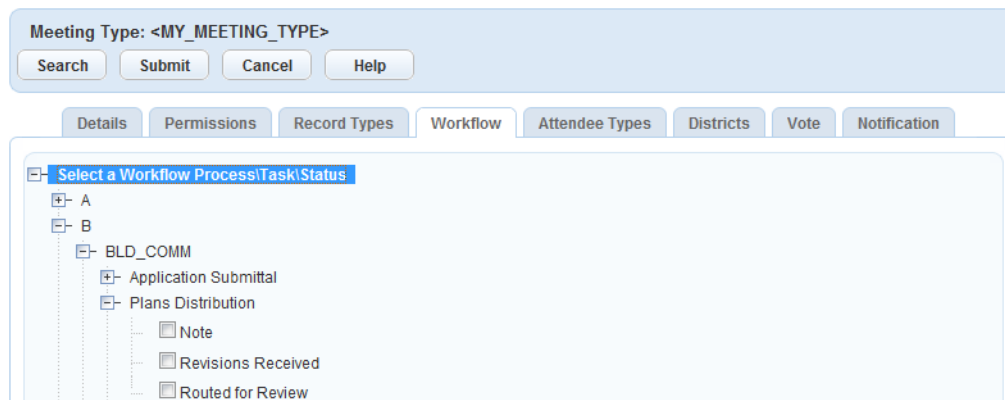 Meeting Type: <MY_MEETING_TYPE>
Search Submit Cancel Help
Details Permissions Record Types Workflow Attendee Types Districts Vote Notification
Select a Workflow Process\Task\Status
A
B
BLD_COMM
Application Submittal
Plans Distribution
Note
Revisions Received
Routed for Review